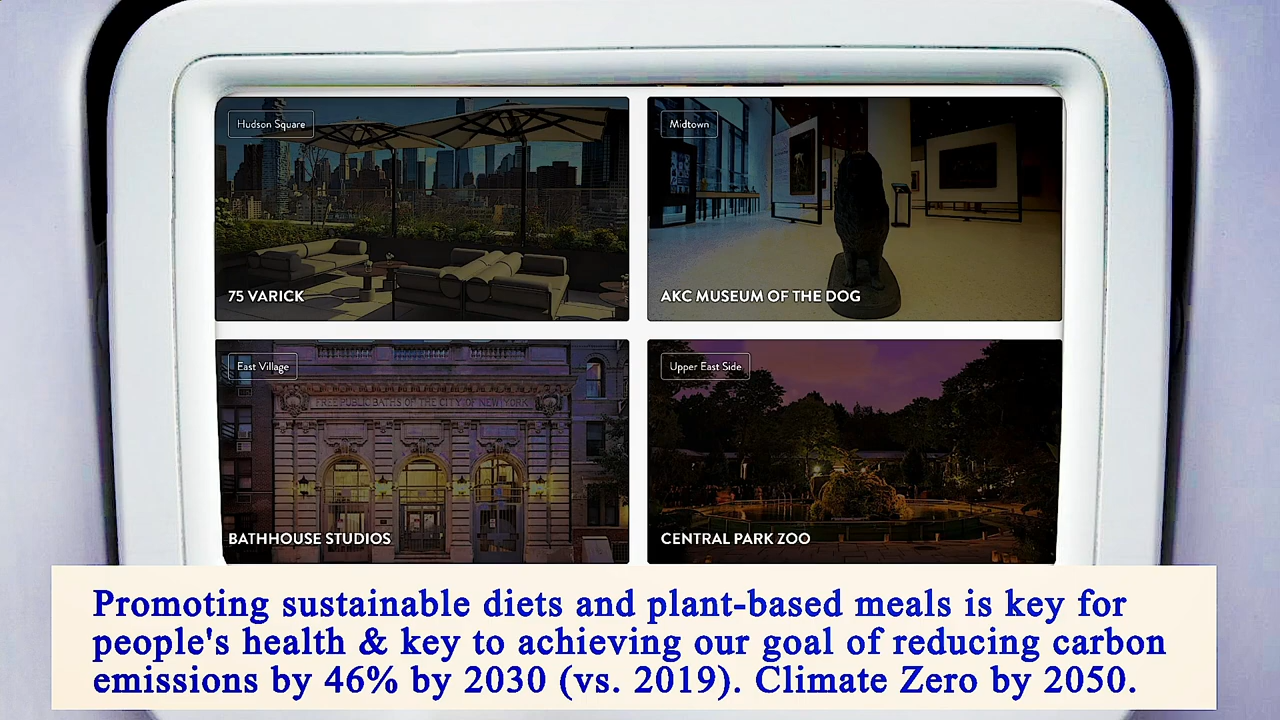 Hudson Square
75 VARICK
Midtown
AKC MUSEUM OF THE DOG
East Village
FREE PUBLIC BATHS OF THE CITY OF NEW YORK
BATHHOUSE STUDIOS
Upper East Side
CENTRAL PARK ZOO
Promoting sustainable diets and plant-based meals is key for
people's health & key to achieving our goal of reducing carbon
emissions by 46% by 2030 (vs. 2019). Climate Zero by 2050.